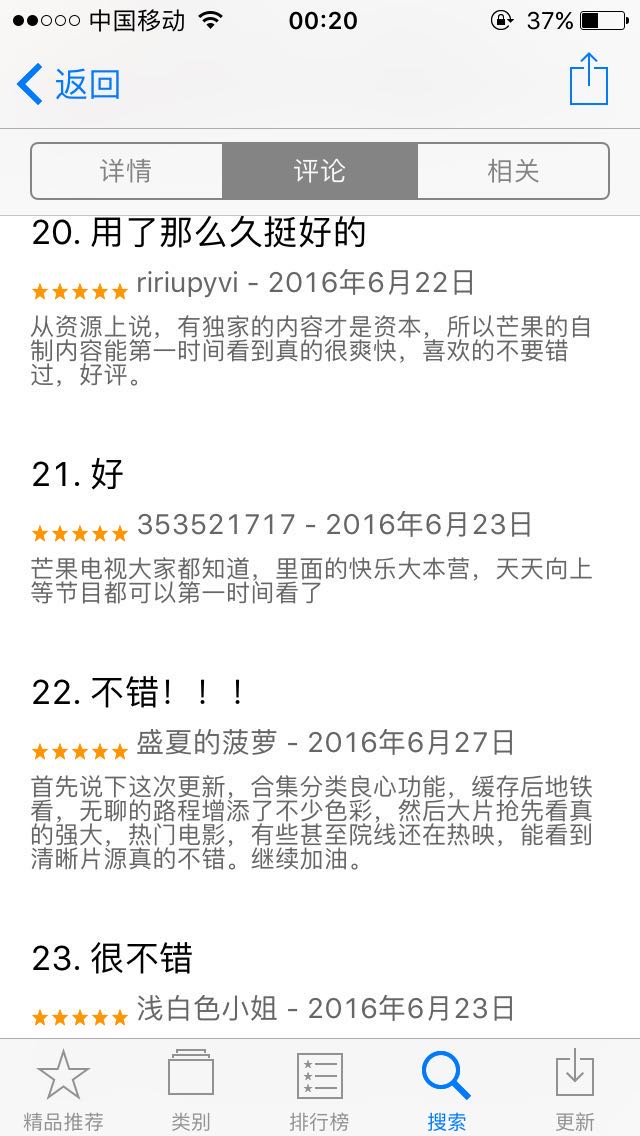 中国移动 00:20 37%
返回
详情 评论 相关
20. 用了那么久挺好的
ririupyvi - 2016年6月22日
从资源上说，有独家的内容才是资本，所以芒果的自
制内容能第一时间看到真的很爽快，喜欢的不要错
过，好评。
21. 好
353521717 - 2016年6月23日
芒果电视大家都知道，里面的快乐大本营，天天向上
等节目都可以第一时间看了
22. 不错！！！
盛夏的菠萝 - 2016年6月27日
首先说下这次更新，合集分类良心功能，缓存后地铁
看，无聊的路程增添了不少色彩，然后大片抢先看真
的强大，热门电影，有些甚至院线还在热映，能看到
清晰片源真的不错。继续加油。
23. 很不错
浅白色小姐 - 2016年6月23日
精品推荐 类别 排行榜 搜索 更新